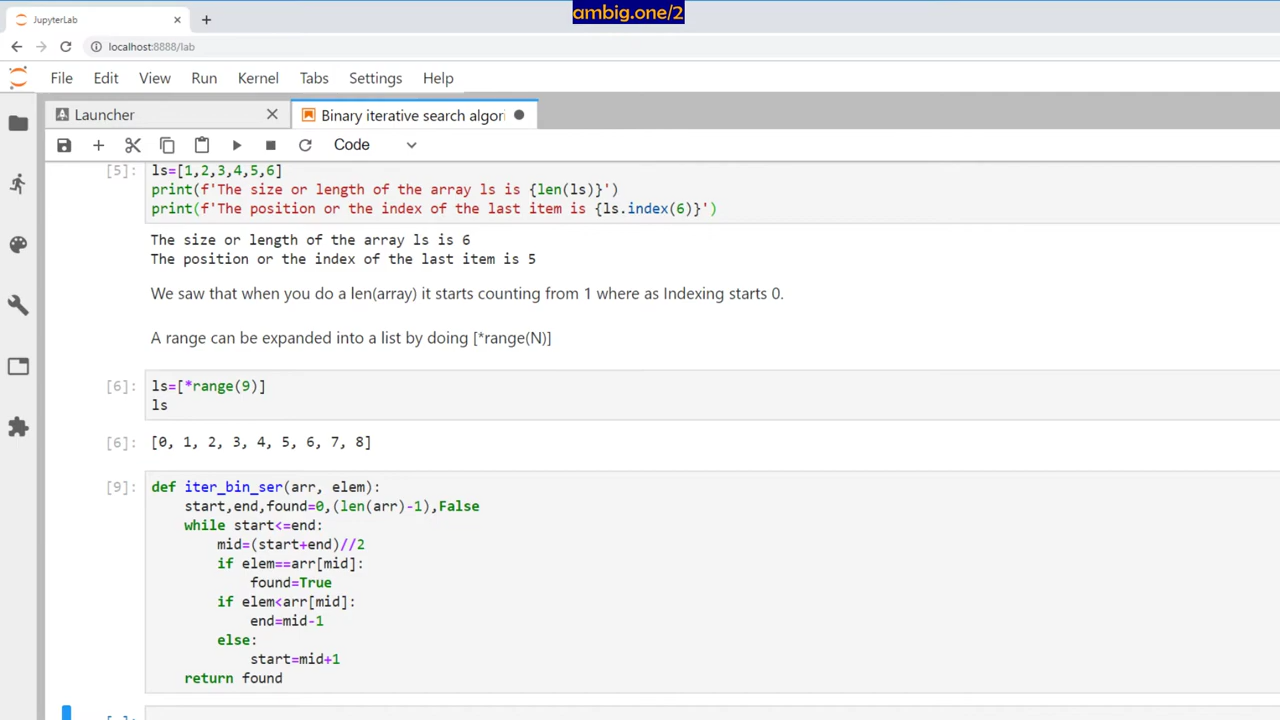 ambig.one/2
JupyterLab
localhost:8888/lab
File Edit View Run Kernel Tabs Settings Help
Launcher
Binary iterative search algori
Code
[5]: ls=[1,2,3,4,5,6]
print(f'The size or length of the array ls is {len(ls)}')
print(f'The position or the index of the last item is {ls.index(6)}')
The size or length of the array ls is 6
The position or the index of the last item is 5
We saw that when you do a len(array) it starts counting from 1 where as Indexing starts 0.
A range can be expanded into a list by doing [*range(N)]
[6]: ls=[*range(9)]
ls
[6]: [0, 1, 2, 3, 4, 5, 6, 7, 8]
[9]: def iter_bin_ser(arr, elem):
start,end,found=0,(len(arr)-1),False
while start<=end:
mid=(start+end)//2
if elem==arr[mid]:
found=True
if elem<arr[mid]:
end=mid-1
else:
start=mid+1
return found